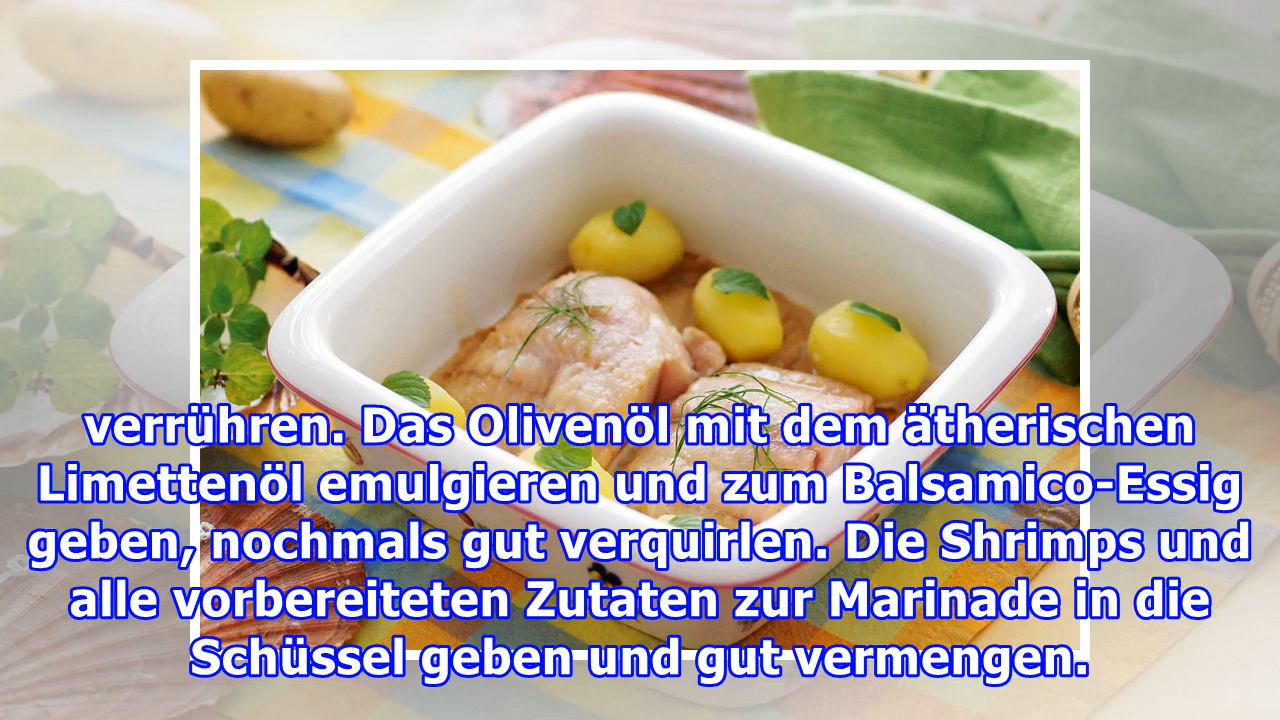 verrühren. Das Olivenöl mit dem ätherischen
Limettenöl emulgieren und zum Balsamico-Essig
geben, nochmals gut verquirlen. Die Shrimps und
alle vorbereiteten Zutaten zur Marinade in die
Schüssel geben und gut vermengen.